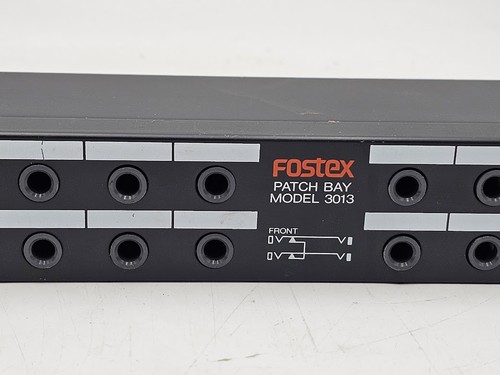 FOSTEX
PATCH BAY
MODEL 3013
FRONT